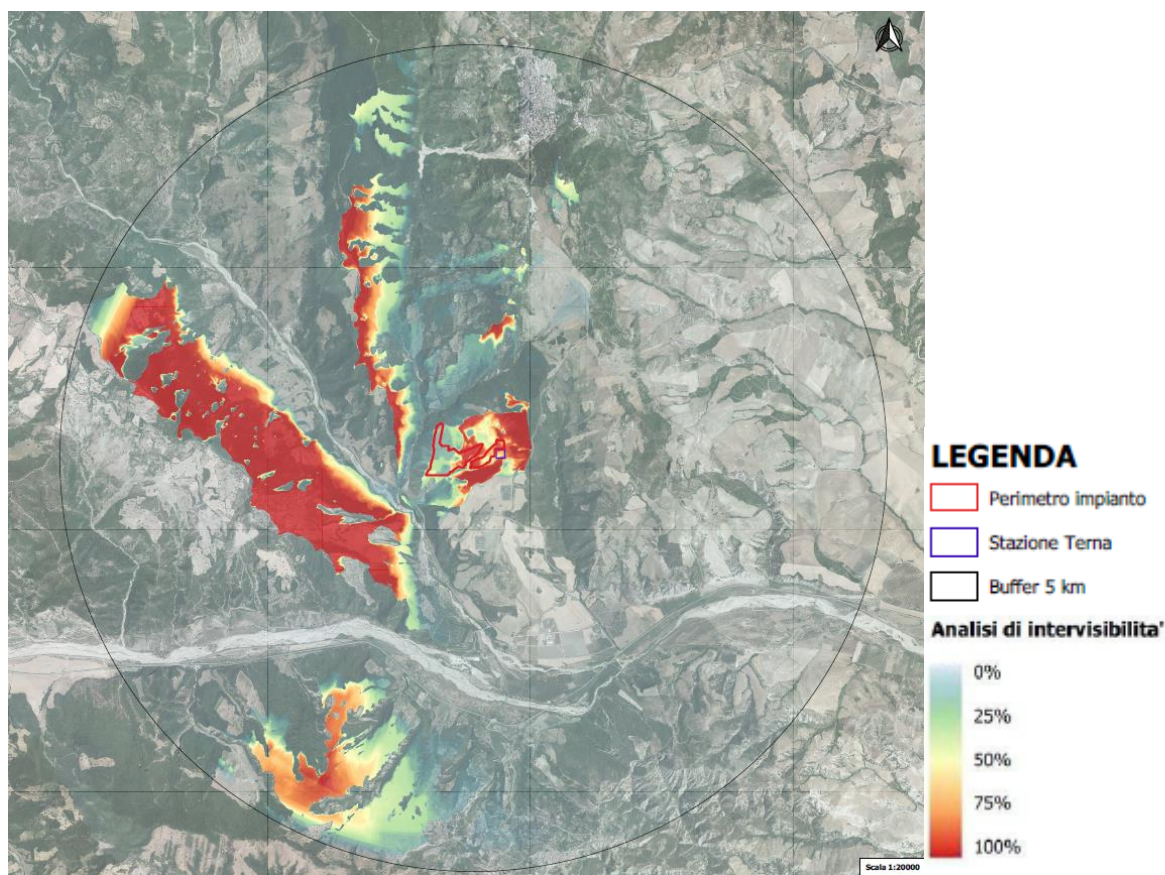 LEGENDA
Perimetro impianto
Stazione Terna
Buffer 5 km
Analisi di intervisibilita'
0%
25%
50%
75%
100%
Scala 1:20000